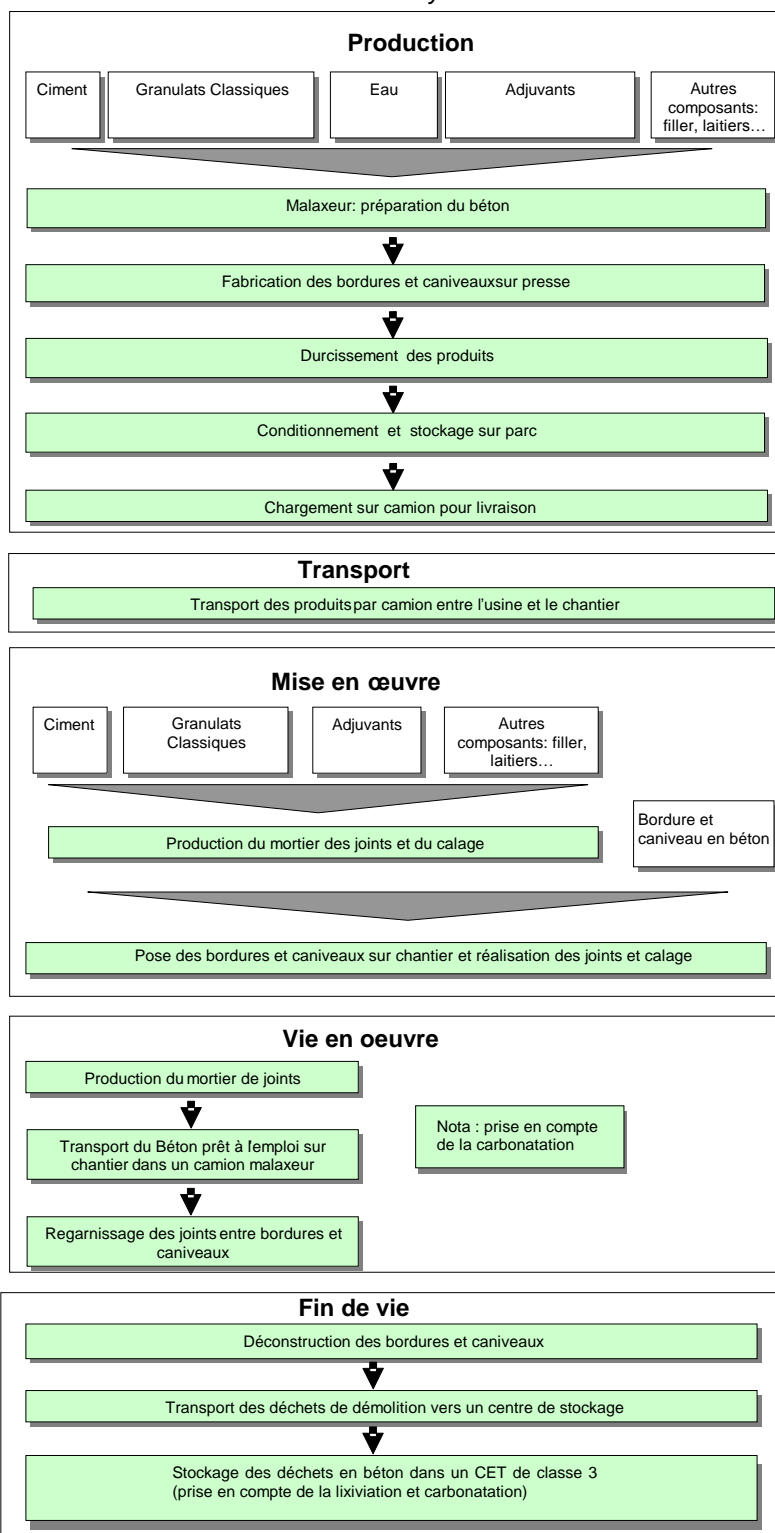 Production
Ciment
Granulats Classiques
Eau
Adjuvants
Autres
composants:
filler, laitiers…
Malaxeur: préparation du béton
Fabrication des bordures et caniveauxsur presse
Durcissement des produits
Conditionnement et stockage sur parc
Chargement sur camion pour livraison
Transport
Transport des produits par camion entre l'usine et le chantier
Mise en œuvre
Ciment
Granulats
Classiques
Adjuvants
Autres
composants: filler,
laitiers…
Production du mortier des joints et du calage
Bordure et
caniveau en béton
Pose des bordures et caniveaux sur chantier et réalisation des joints et calage
Vie en oeuvre
Production du mortier de joints
Transport du Béton prêt à l'emploi sur
chantier dans un camion malaxeur
Regarnissage des joints entre bordures et
caniveaux
Nota : prise en compte
de la carbonatation
Fin de vie
Déconstruction des bordures et caniveaux
Transport des déchets de démolition vers un centre de stockage
Stockage des déchets en béton dans un CET de classe 3
(prise en compte de la lixiviation et carbonatation)